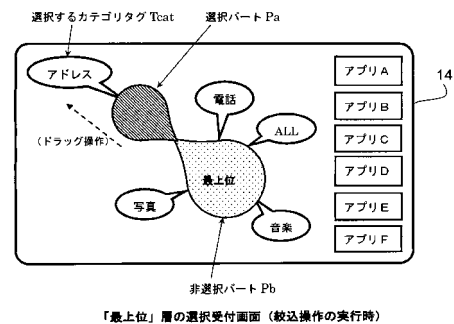 選択するカテゴリタグ Tcat
選択パート Pa
アドレス
(ドラッグ操作)
電話
ALL
最上位
写真
音楽
アプリA
アプリB
アプリC
アプリD
アプリE
アプリF
14
非選択パート Pb
「最上位」層の選択受付画面（絞込操作の実行時）